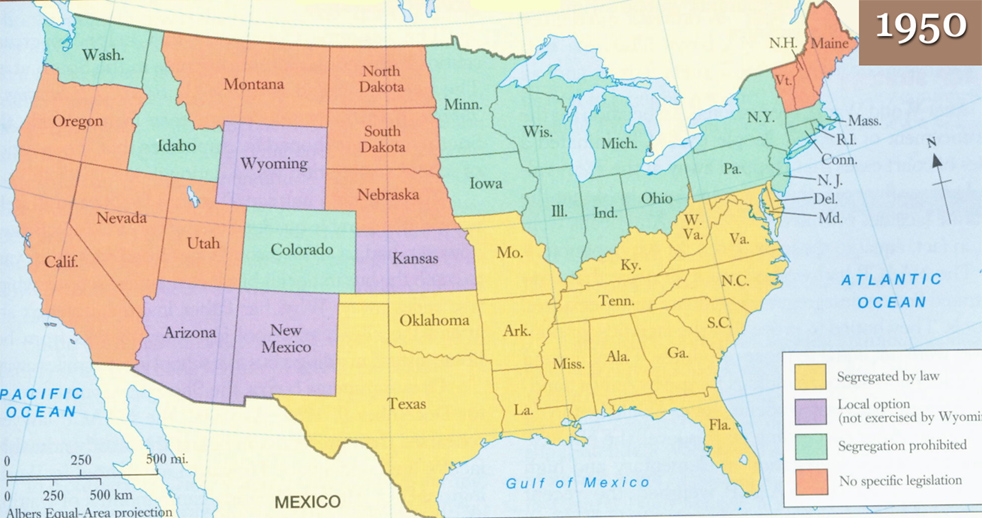 1950
Wash.
Montana
North
Dakota
Minn.
N.H.
Maine
Vt.
Oregon
Idaho
Wyoming
South
Dakota
Wis.
Mich.
N.Y.
Mass.
R.I.
Conn.
N.J.
Del.
Md.
N
Nebraska
Iowa
Ill.
Ind.
Ohio
Pa.
Calif.
Nevada
Utah
Colorado
Kansas
Mo.
Ky.
W.
Va.
Va.
Arizona
New
Mexico
Oklahoma
Ark.
Tenn.
N.C.
S.C.
Texas
La.
Miss.
Ala.
Ga.
Fla.
ATLANTIC
OCEAN
PACIFIC
OCEAN
Gulf of Mexico
MEXICO
0 250 500 mi.
0 250 500 km
Albers Equal-Area projection
Segregated by law
Local option
(not exercised by Wyomi
Segregation prohibited
No specific legislation